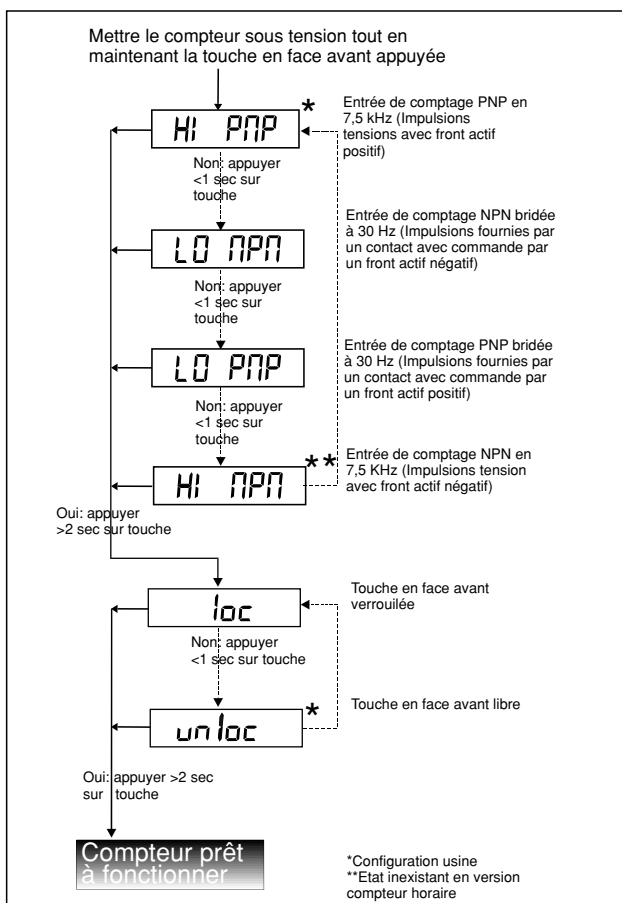 Mettre le compteur sous tension tout en
maintenant la touche en face avant appuyée
HI PNP *
Entrée de comptage PNP en
7,5 kHz (Impulsions
tensions avec front actif
positif)
Non: appuyer
<1 sec sur
touche
LO NPN
Entrée de comptage NPN bridée
à 30 Hz (Impulsions fournies par
un contact avec commande par
un front actif négatif)
Non: appuyer
<1 sec sur
touche
LO PNP
Entrée de comptage PNP bridée
à 30 Hz (Impulsions fournies par
un contact avec commande par
un front actif positif)
Non: appuyer
<1 sec sur
touche
HI NPN **
Entrée de comptage NPN en
7,5 KHz (Impulsions tension
avec front actif négatif)
Oui: appuyer
>2 sec sur touche
loc
Touche en face avant
verrouilée
Non: appuyer
<1 sec sur touche
unloc *
Touche en face avant libre
Oui: appuyer >2 sec
sur touche
Compteur prêt
à fonctionner
*Configuration usine
**Etat inexistant en version
compteur horaire